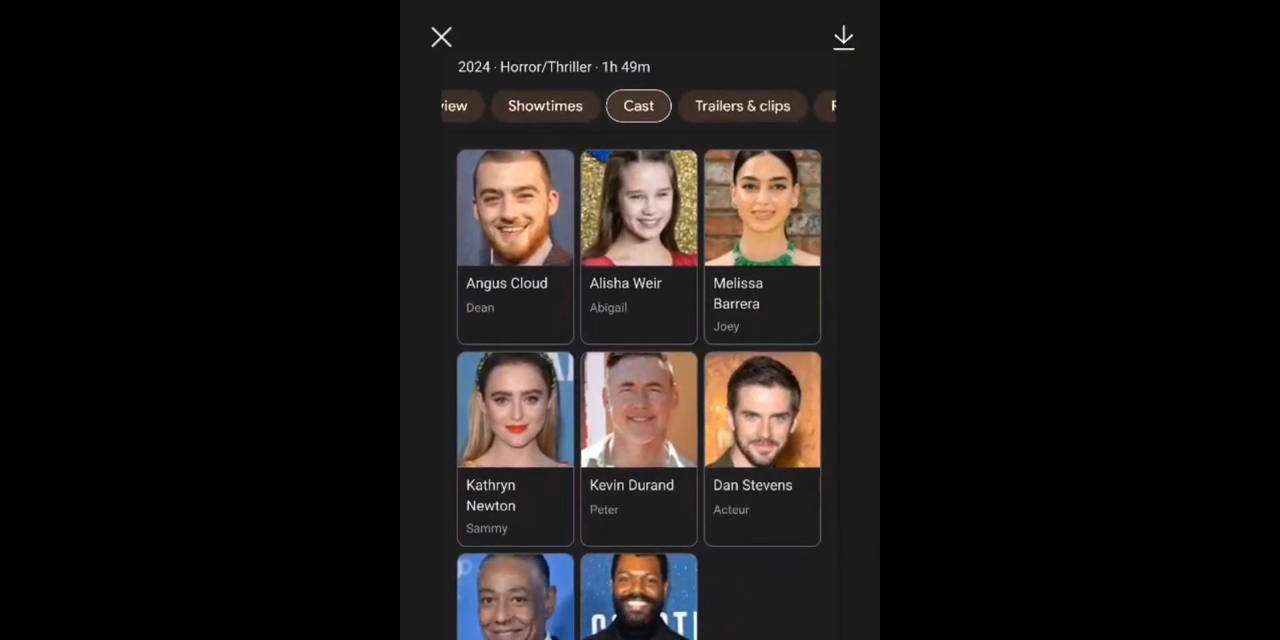 2024 · Horror/Thriller · 1h 49m
view Showtimes Cast Trailers & clips
Angus Cloud Alisha Weir Melissa
Barrera
Dean Abigail Joey
Kathryn
Newton Kevin Durand Dan Stevens
Sammy Peter Acteur